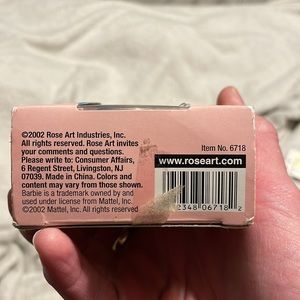 ©2002 Rose Art Industries, Inc.
All rights reserved. Rose Art invites
your comments and questions.
Please write to: Consumer Affairs,
6 Regent Street, Livingston, NJ
07039. Made in China. Colors and
content may vary from those shown.
Barbie is a trademark owned by and
used under license from Mattel, Inc.
©2002 Mattel, Inc. All rights reserved
Item No. 6718
www.roseart.com
2348 06718 2